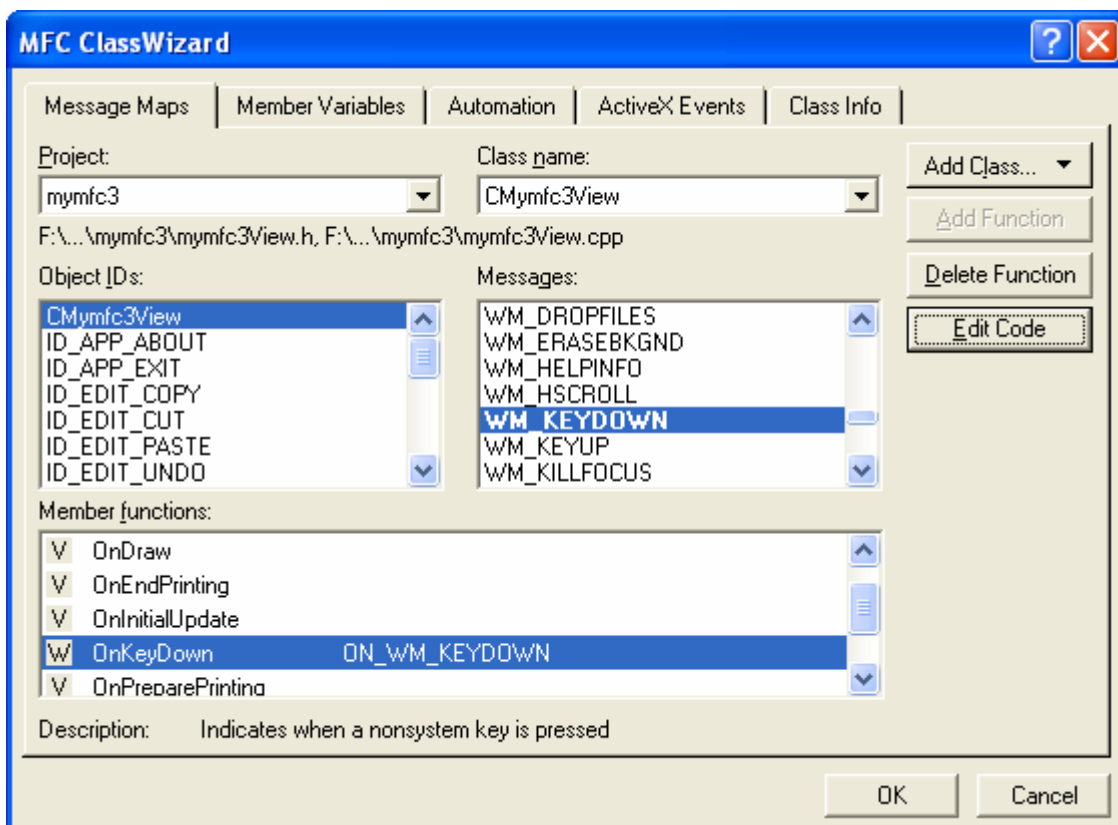 MFC ClassWizard
Message Maps Member Variables Automation ActiveX Events Class Info
Project: Class name: Add Class...
mymfc3 CMymfc3View
Add Function
F:\...\mymfc3\mymfc3View.h, F:\...\mymfc3\mymfc3View.cpp
Object IDs: Messages: Delete Function
CMymfc3View WM_DROPFILES
ID_APP_ABOUT WM_ERASEBKGND Edit Code
ID_APP_EXIT WM_HELPINFO
ID_EDIT_COPY WM_HSCROLL
ID_EDIT_CUT WM_KEYDOWN
ID_EDIT_PASTE WM_KEYUP
ID_EDIT_UNDO WM_KILLFOCUS
Member functions:
V OnDraw
V OnEndPrinting
V OnInitialUpdate
W OnKeyDown ON_WM_KEYDOWN
V OnPreparePrinting
Description: Indicates when a nonsystem key is pressed
OK Cancel